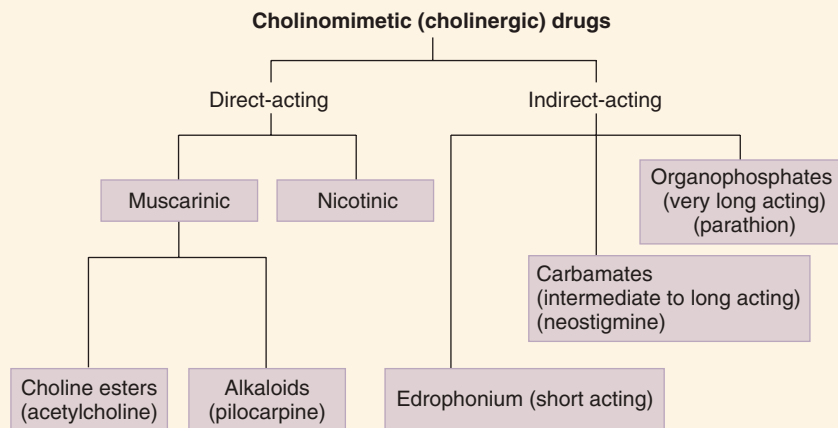 Cholinomimetic (cholinergic) drugs
Direct-acting
Indirect-acting
Muscarinic
Nicotinic
Organophosphates
(very long acting)
(parathion)
Carbamates
(intermediate to long acting)
(neostigmine)
Choline esters
(acetylcholine)
Alkaloids
(pilocarpine)
Edrophonium (short acting)